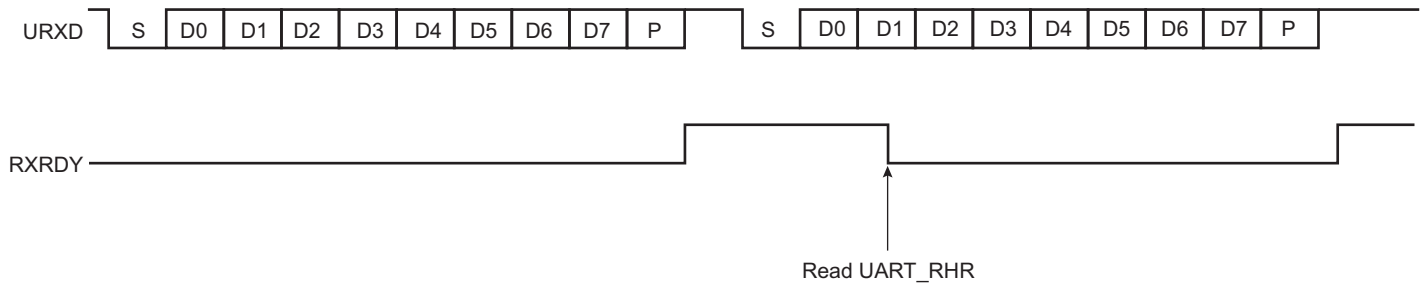 URXD S D0 D1 D2 D3 D4 D5 D6 D7 P S D0 D1 D2 D3 D4 D5 D6 D7 P
RXRDY
Read UART_RHR